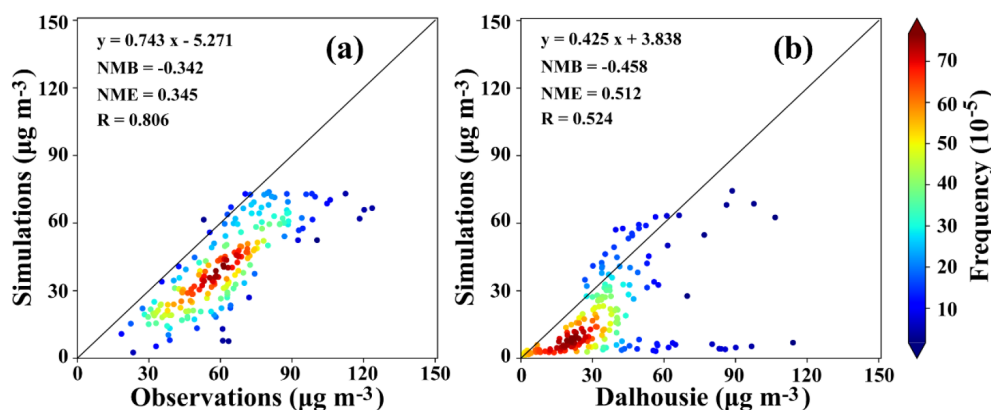 (a)
y = 0.743 x - 5.271
NMB = -0.342
NME = 0.345
R = 0.806
150
120
90
60
30
0
Simulations (μg m-3)
0 30 60 90 120 150
Observations (μg m-3)
(b)
y = 0.425 x + 3.838
NMB = -0.458
NME = 0.512
R = 0.524
150
120
90
60
30
0
Simulations (μg m-3)
0 30 60 90 120 150
Dalhousie (μg m-3)
70
60
50
40
30
20
10
Frequency (10-5)